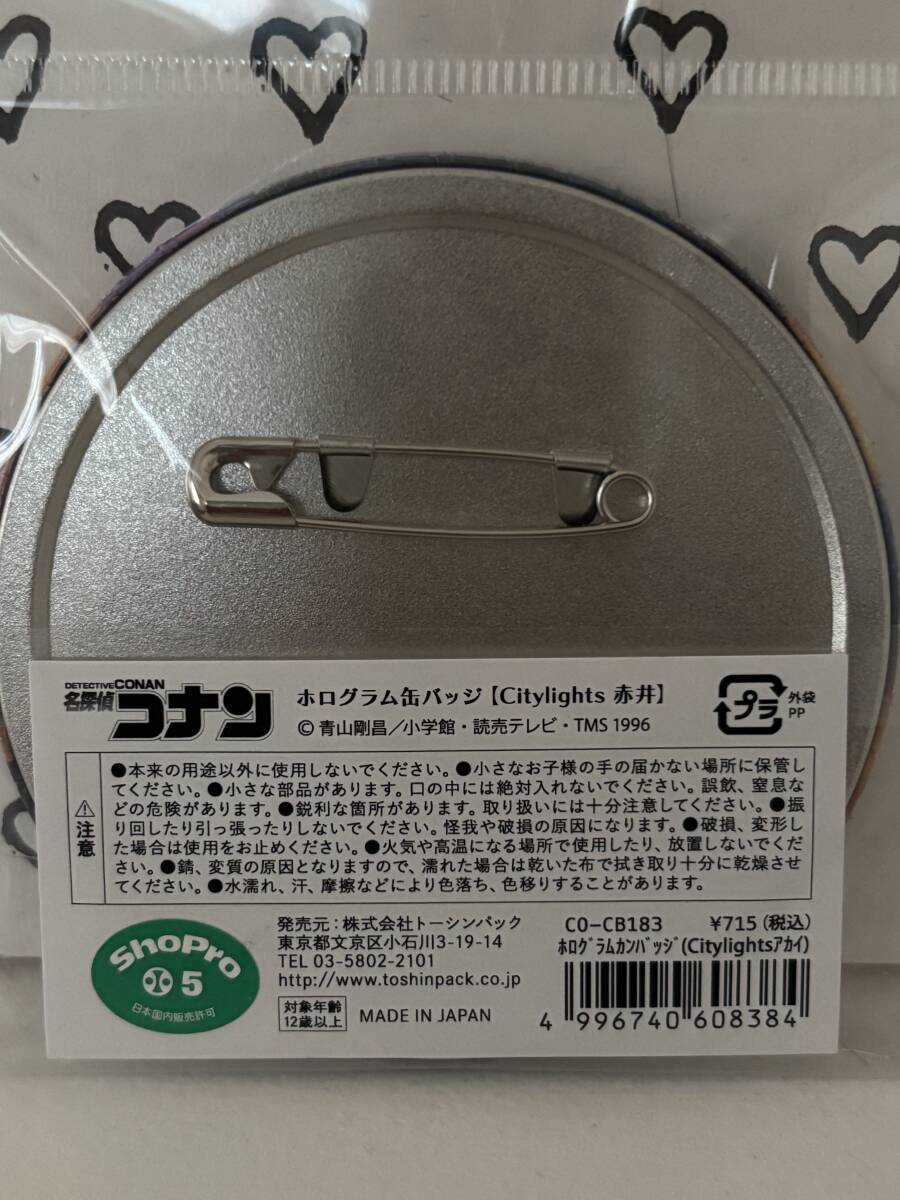 DETECTIVE CONAN
名探偵コナン
ホログラム缶バッジ【Citylights 赤井】
© 青山剛昌／小学館・読売テレビ・TMS 1996
プラ
外袋
PP
⚠注意
●本来の用途以外に使用しないでください。●小さなお子様の手の届かない場所に保管し
てください。●小さな部品があります。口の中には絶対入れないでください。誤飲、窒息な
どの危険があります。●鋭利な箇所があります。取り扱いには十分注意してください。●振
り回したり引っ張ったりしないでください。怪我や破損の原因になります。●破損、変形し
た場合は使用をお止めください。●火気や高温になる場所で使用したり、放置しないでくだ
さい。●錆、変質の原因となりますので、濡れた場合は乾いた布で拭き取り十分に乾燥させ
てください。●水濡れ、汗、摩擦などにより色落ち、色移りすることがあります。
ShoPro
5
日本国内販売許可
発売元：株式会社トーシンパック
東京都文京区小石川3-19-14
TEL 03-5802-2101
http://www.toshinpack.co.jp
対象年齢
12歳以上
MADE IN JAPAN
CO-CB183 ¥715（税込）
ﾎﾛｸﾞﾗﾑｶﾝﾊﾞｯｼﾞ(Citylightsｱｶｲ)
4 996740 608384